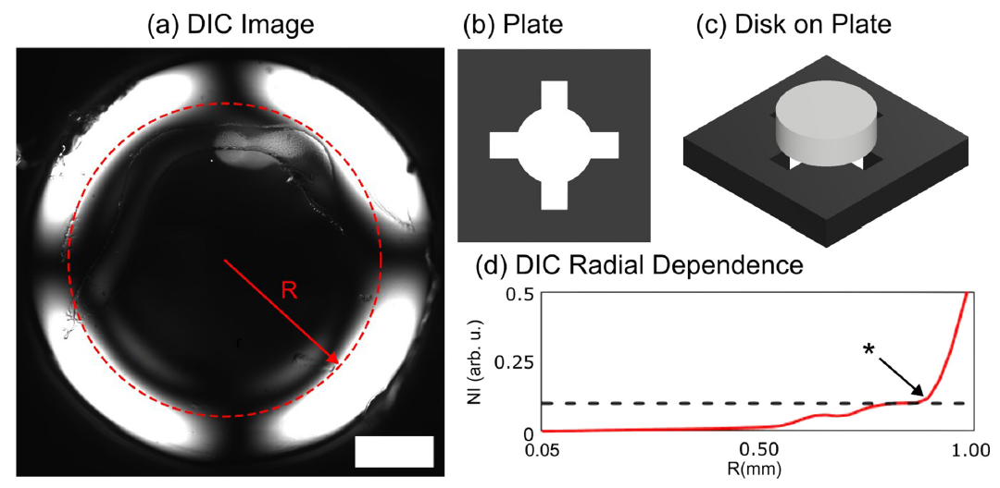 (a) DIC Image
(b) Plate
(c) Disk on Plate
R
(d) DIC Radial Dependence
NI (arb. u.)
0.5
0.25
0
*
0.05
0.50
1.00
R(mm)